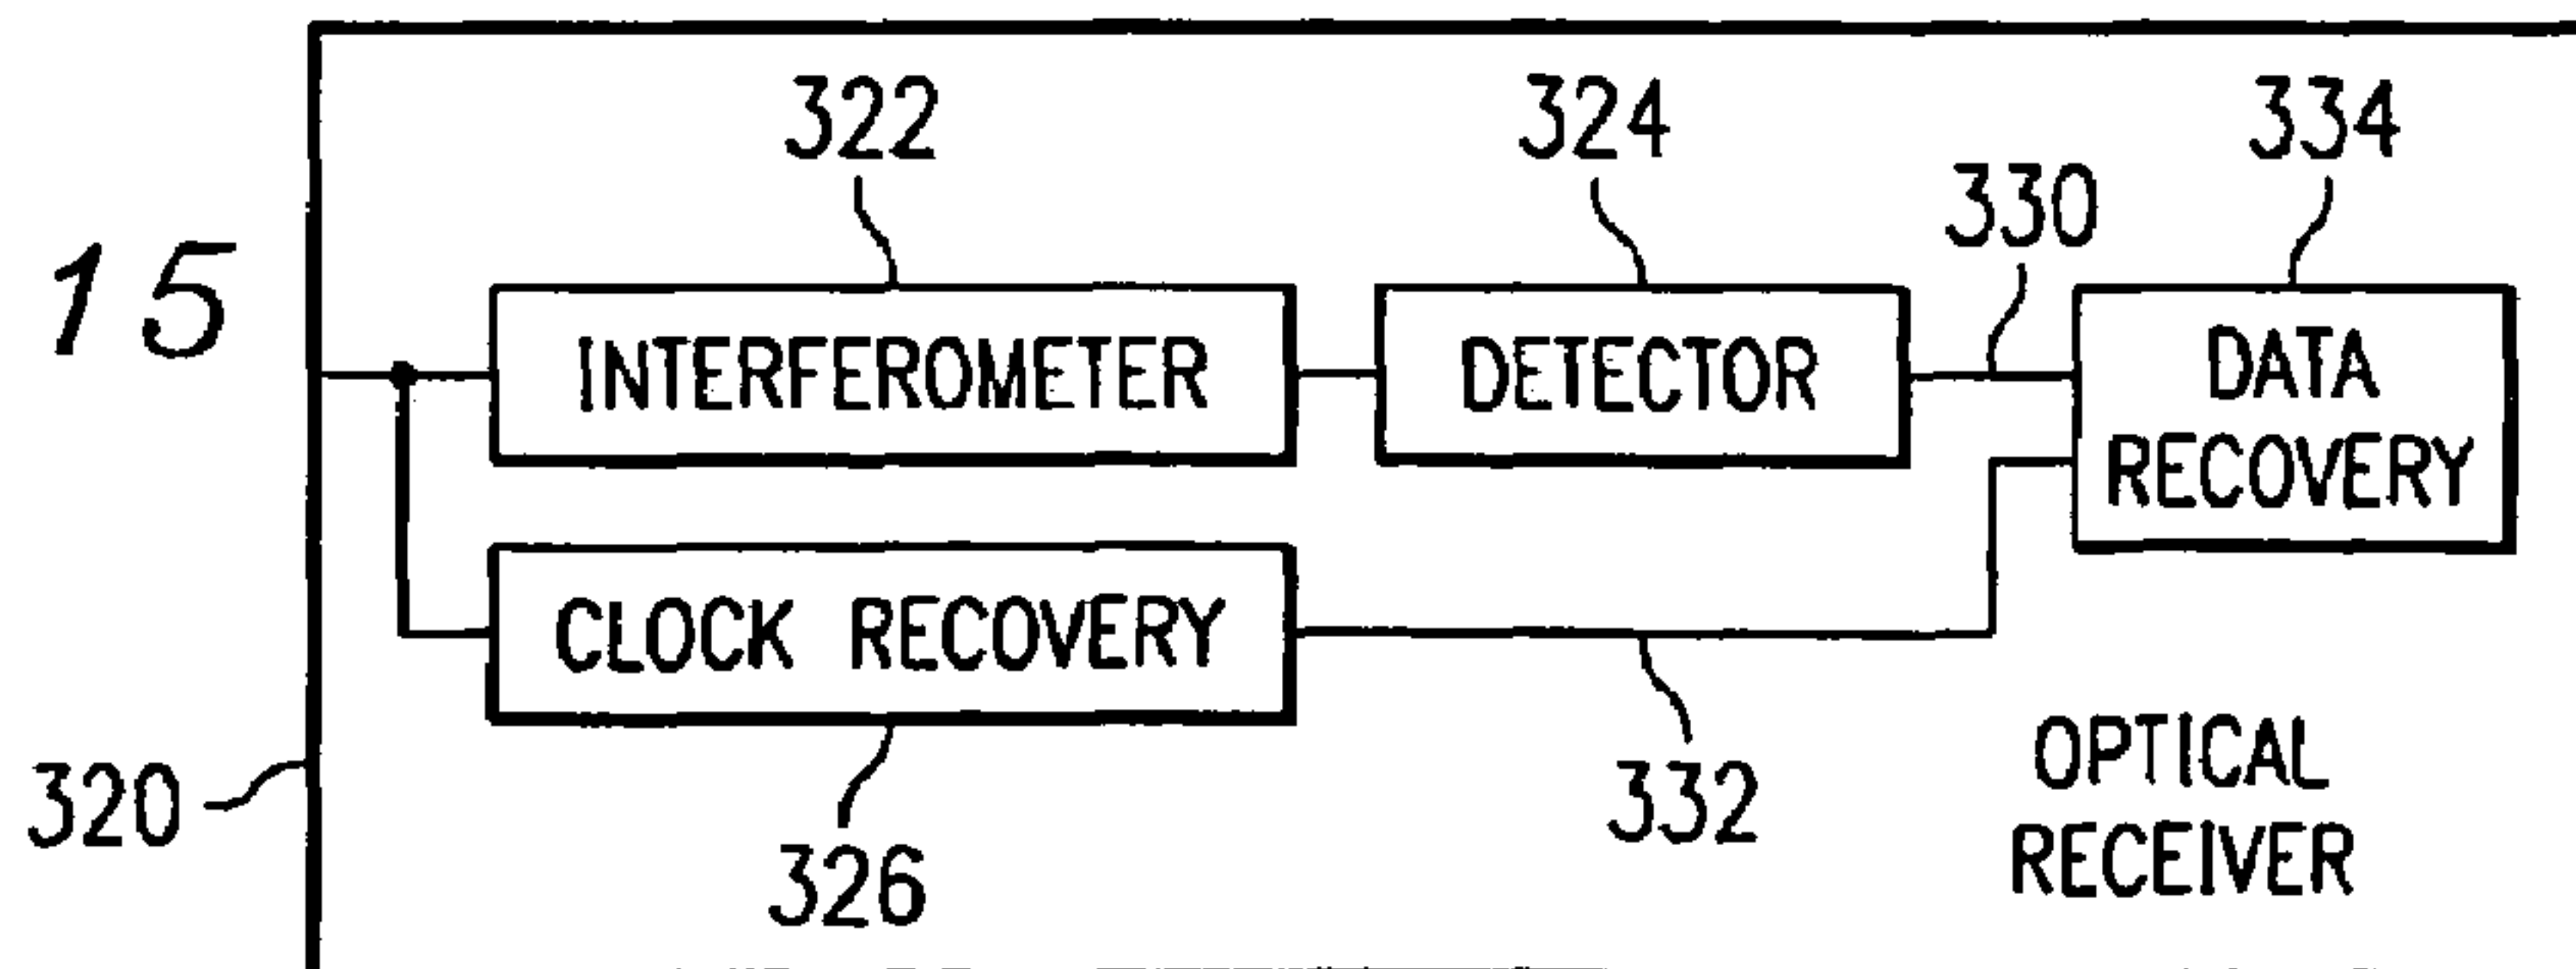 322
324
334
330
15
INTERFEROMETER
DETECTOR
DATA
RECOVERY
CLOCK RECOVERY
320
326
332
OPTICAL
RECEIVER